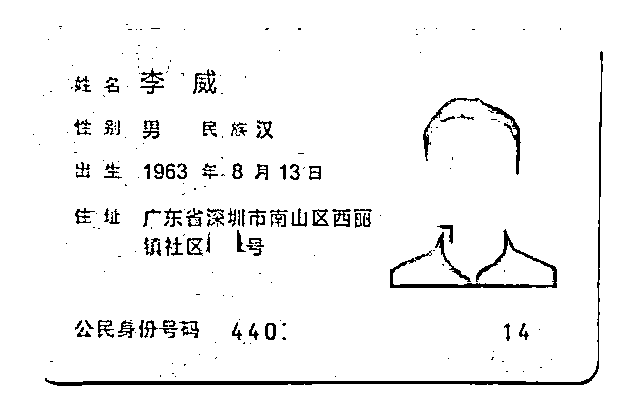 姓名 李 威
性别 男 民族 汉
出生 1963 年 8 月 13 日
住址 广东省深圳市南山区西丽
镇社区 号
公民身份号码 440 14